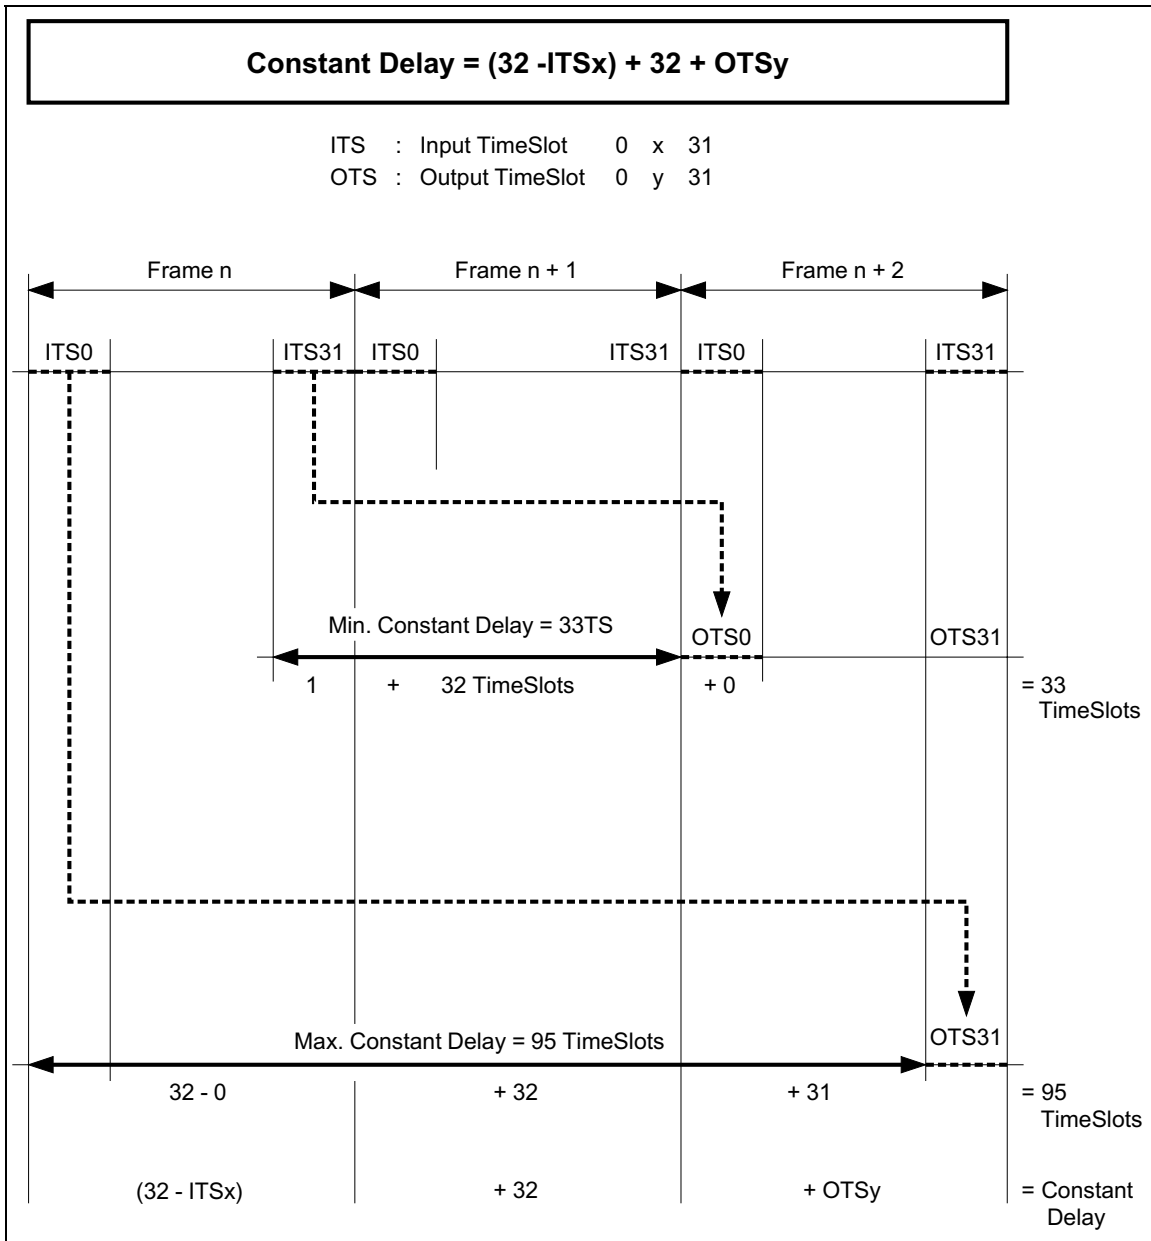 Constant Delay = (32 -ITSx) + 32 + OTSy
ITS : Input TimeSlot 0 x 31
OTS : Output TimeSlot 0 y 31
Frame n Frame n + 1 Frame n + 2
ITS0 ITS31 ITS0 ITS31 ITS0 ITS31
Min. Constant Delay = 33TS OTS0 OTS31
1 + 32 TimeSlots + 0 = 33
TimeSlots
Max. Constant Delay = 95 TimeSlots OTS31
32 - 0 + 32 + 31 = 95
TimeSlots
(32 - ITSx) + 32 + OTSy = Constant
Delay